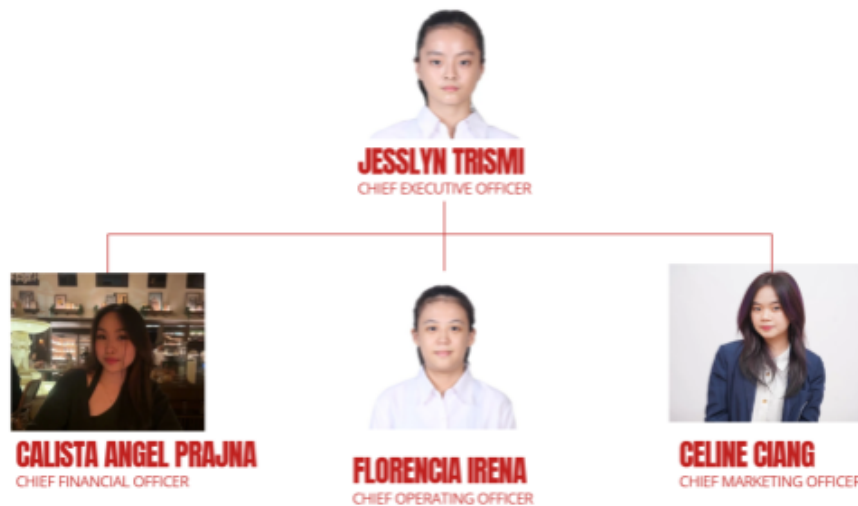 JESSLYN TRISMI
CHIEF EXECUTIVE OFFICER
CALISTA ANGEL PRAJNA
CHIEF FINANCIAL OFFICER
FLORENCIA IRENA
CHIEF OPERATING OFFICER
CELINE CIANG
CHIEF MARKETING OFFICER